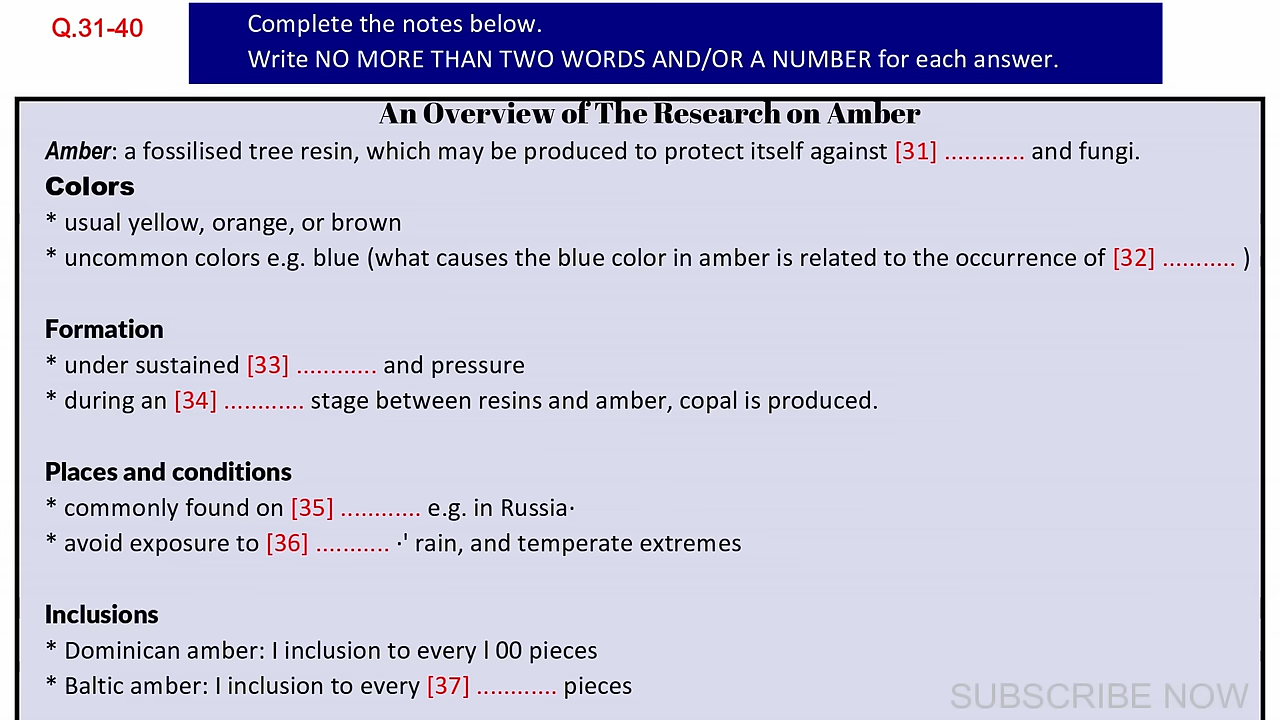 Q.31-40
Complete the notes below.
Write NO MORE THAN TWO WORDS AND/OR A NUMBER for each answer.
An Overview of The Research on Amber
Amber: a fossilised tree resin, which may be produced to protect itself against [31] ............ and fungi.
Colors
* usual yellow, orange, or brown
* uncommon colors e.g. blue (what causes the blue color in amber is related to the occurrence of [32] ........... )
Formation
* under sustained [33] ............ and pressure
* during an [34] ............ stage between resins and amber, copal is produced.
Places and conditions
* commonly found on [35] ............ e.g. in Russia·
* avoid exposure to [36] ........... ·' rain, and temperate extremes
Inclusions
* Dominican amber: I inclusion to every l 00 pieces
* Baltic amber: I inclusion to every [37] ............ pieces
SUBSCRIBE NOW